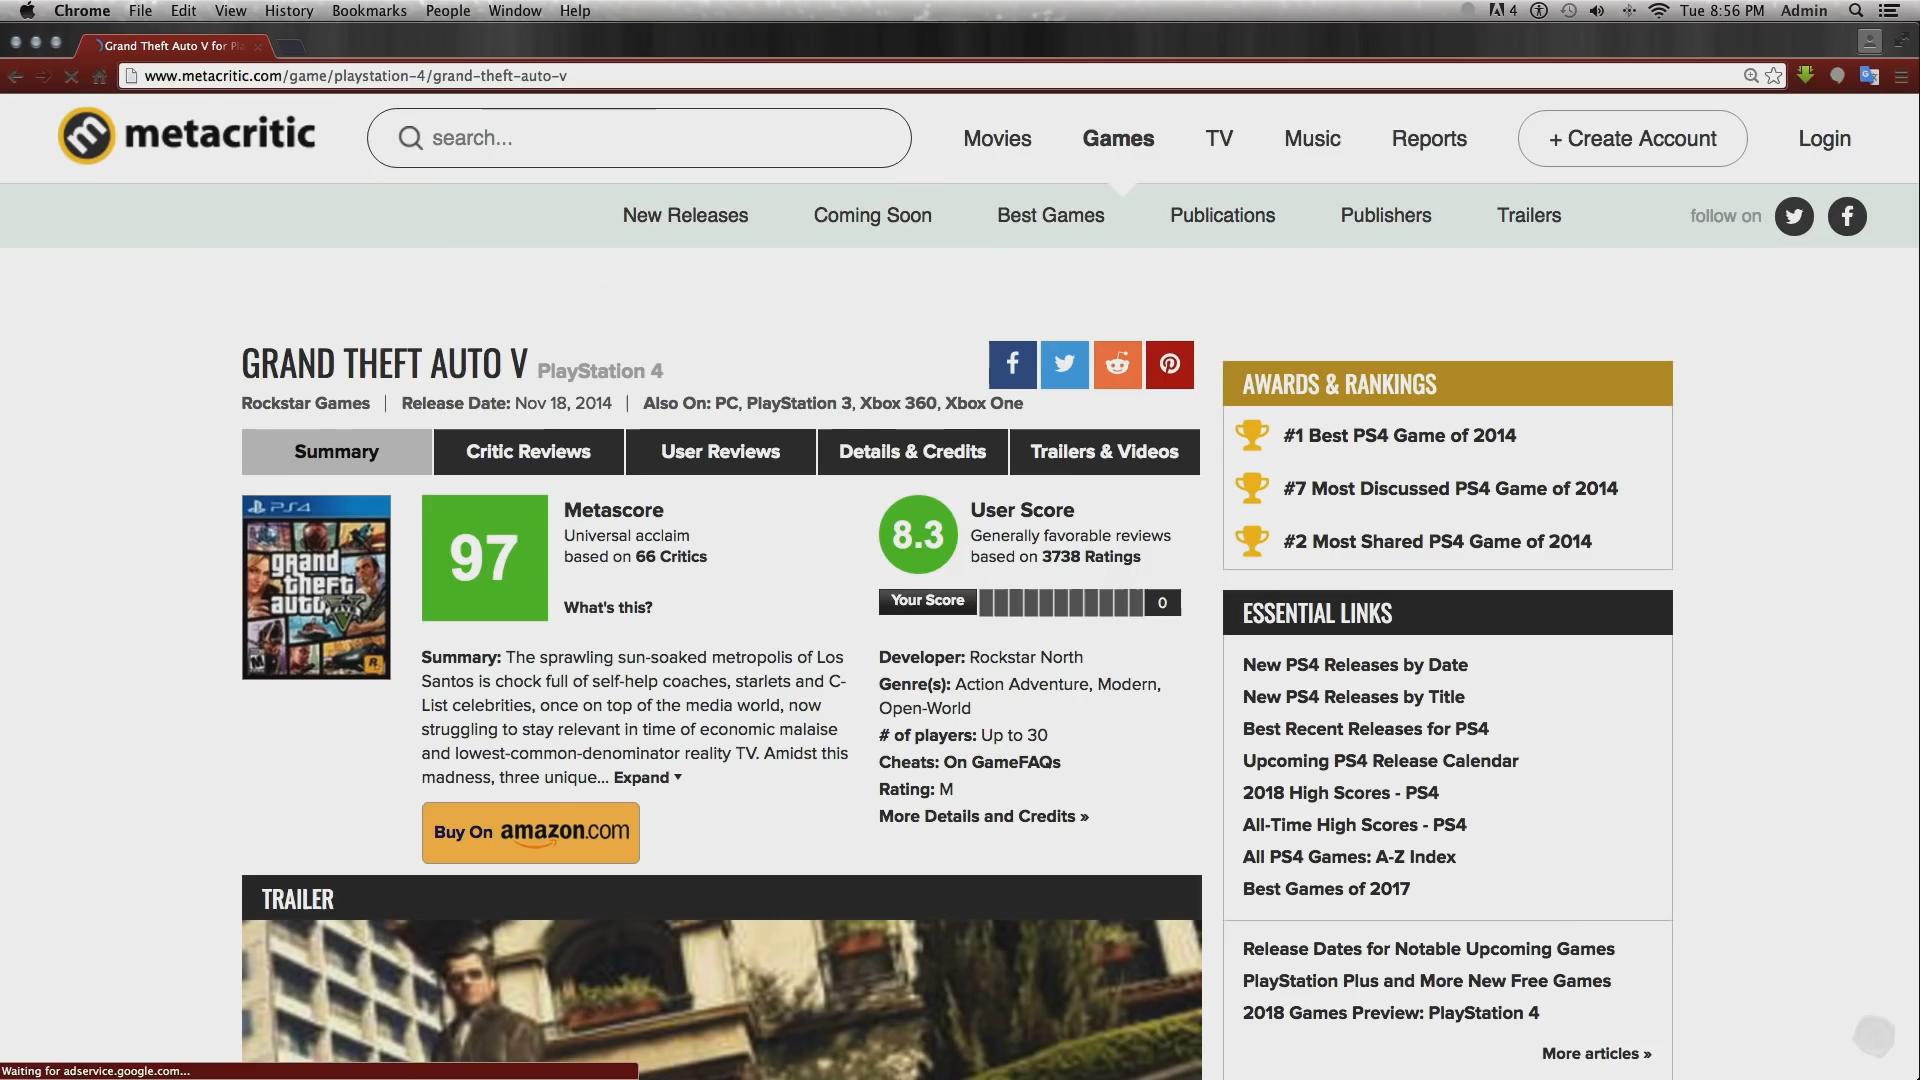 Chrome File Edit View History Bookmarks People Window Help
4 Tue 8:56 PM Admin
Grand Theft Auto V for Pla
www.metacritic.com/game/playstation-4/grand-theft-auto-v
metacritic
search...
Movies Games TV Music Reports + Create Account Login
New Releases Coming Soon Best Games Publications Publishers Trailers follow on
GRAND THEFT AUTO V PlayStation 4
Rockstar Games | Release Date: Nov 18, 2014 | Also On: PC, PlayStation 3, Xbox 360, Xbox One
Summary Critic Reviews User Reviews Details & Credits Trailers & Videos
PS4
grand
theft
auto
V
M
R
97
Metascore
Universal acclaim
based on 66 Critics
What's this?
8.3
User Score
Generally favorable reviews
based on 3738 Ratings
Your Score 0
Summary: The sprawling sun-soaked metropolis of Los
Santos is chock full of self-help coaches, starlets and C-
List celebrities, once on top of the media world, now
struggling to stay relevant in time of economic malaise
and lowest-common-denominator reality TV. Amidst this
madness, three unique... Expand
Buy On amazon.com
Developer: Rockstar North
Genre(s): Action Adventure, Modern,
Open-World
# of players: Up to 30
Cheats: On GameFAQs
Rating: M
More Details and Credits »
TRAILER
AWARDS & RANKINGS
#1 Best PS4 Game of 2014
#7 Most Discussed PS4 Game of 2014
#2 Most Shared PS4 Game of 2014
ESSENTIAL LINKS
New PS4 Releases by Date
New PS4 Releases by Title
Best Recent Releases for PS4
Upcoming PS4 Release Calendar
2018 High Scores - PS4
All-Time High Scores - PS4
All PS4 Games: A-Z Index
Best Games of 2017
Release Dates for Notable Upcoming Games
PlayStation Plus and More New Free Games
2018 Games Preview: PlayStation 4
More articles »
Waiting for adservice.google.com...